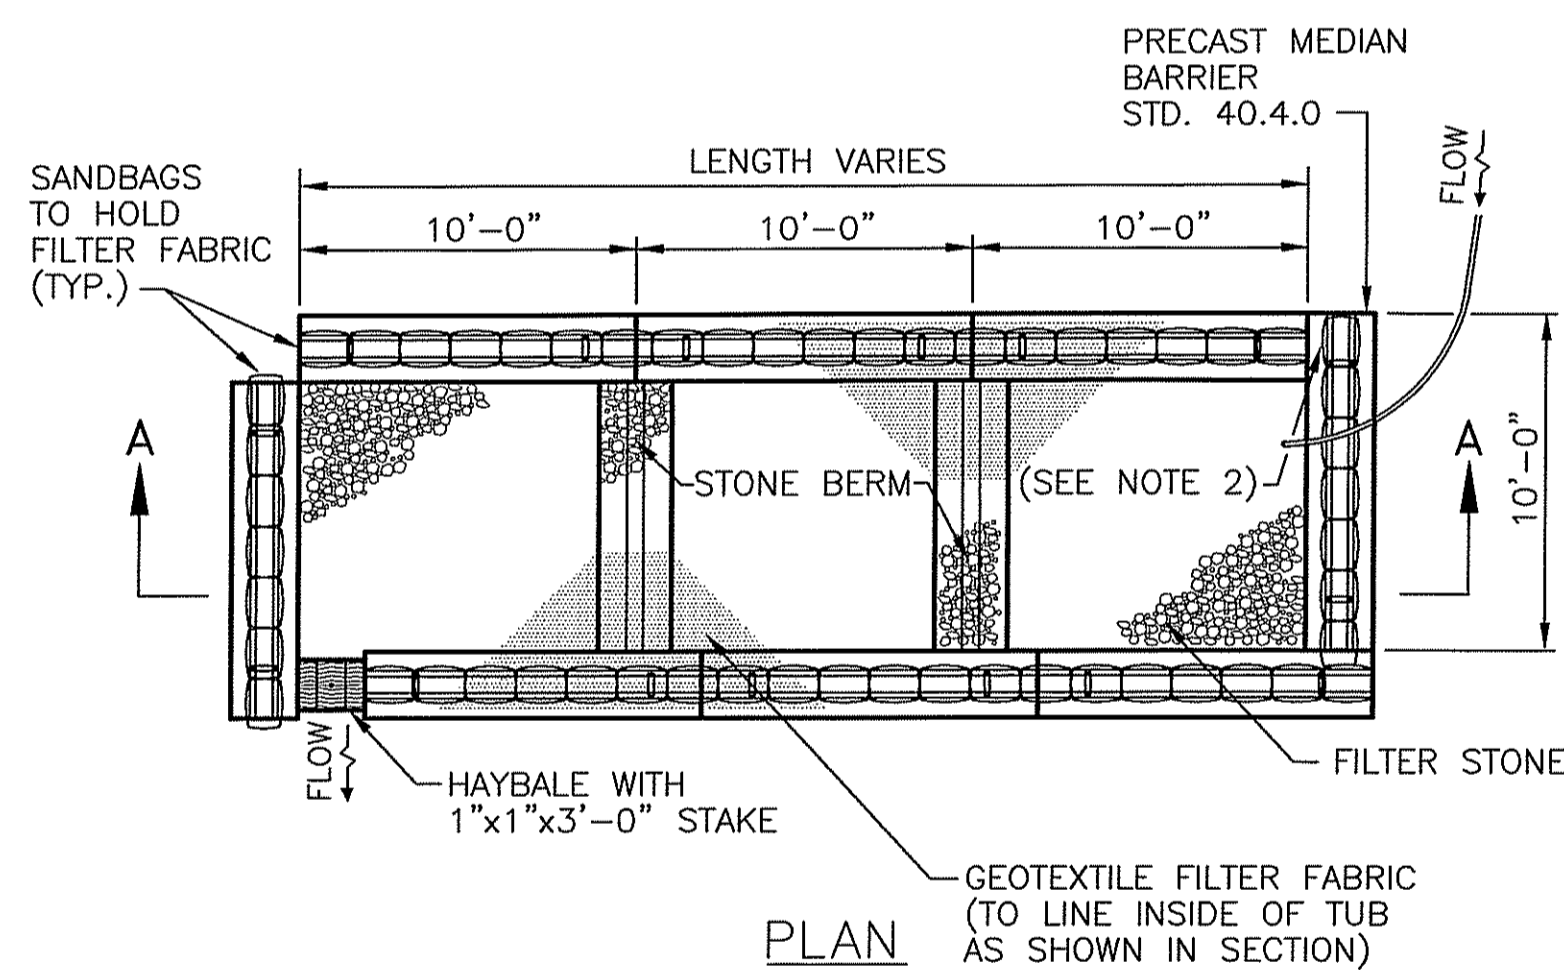 PRECAST MEDIAN
BARRIER
STD. 40.4.0
FLOW
LENGTH VARIES
SANDBAGS
TO HOLD
FILTER FABRIC
(TYP.)
10'-0"
10'-0"
10'-0"
A
A
STONE BERM
(SEE NOTE 2)
10'-0"
FILTER STONE
FLOW
HAYBALE WITH
1"x1"x3'-0" STAKE
GEOTEXTILE FILTER FABRIC
(TO LINE INSIDE OF TUB
AS SHOWN IN SECTION)
PLAN